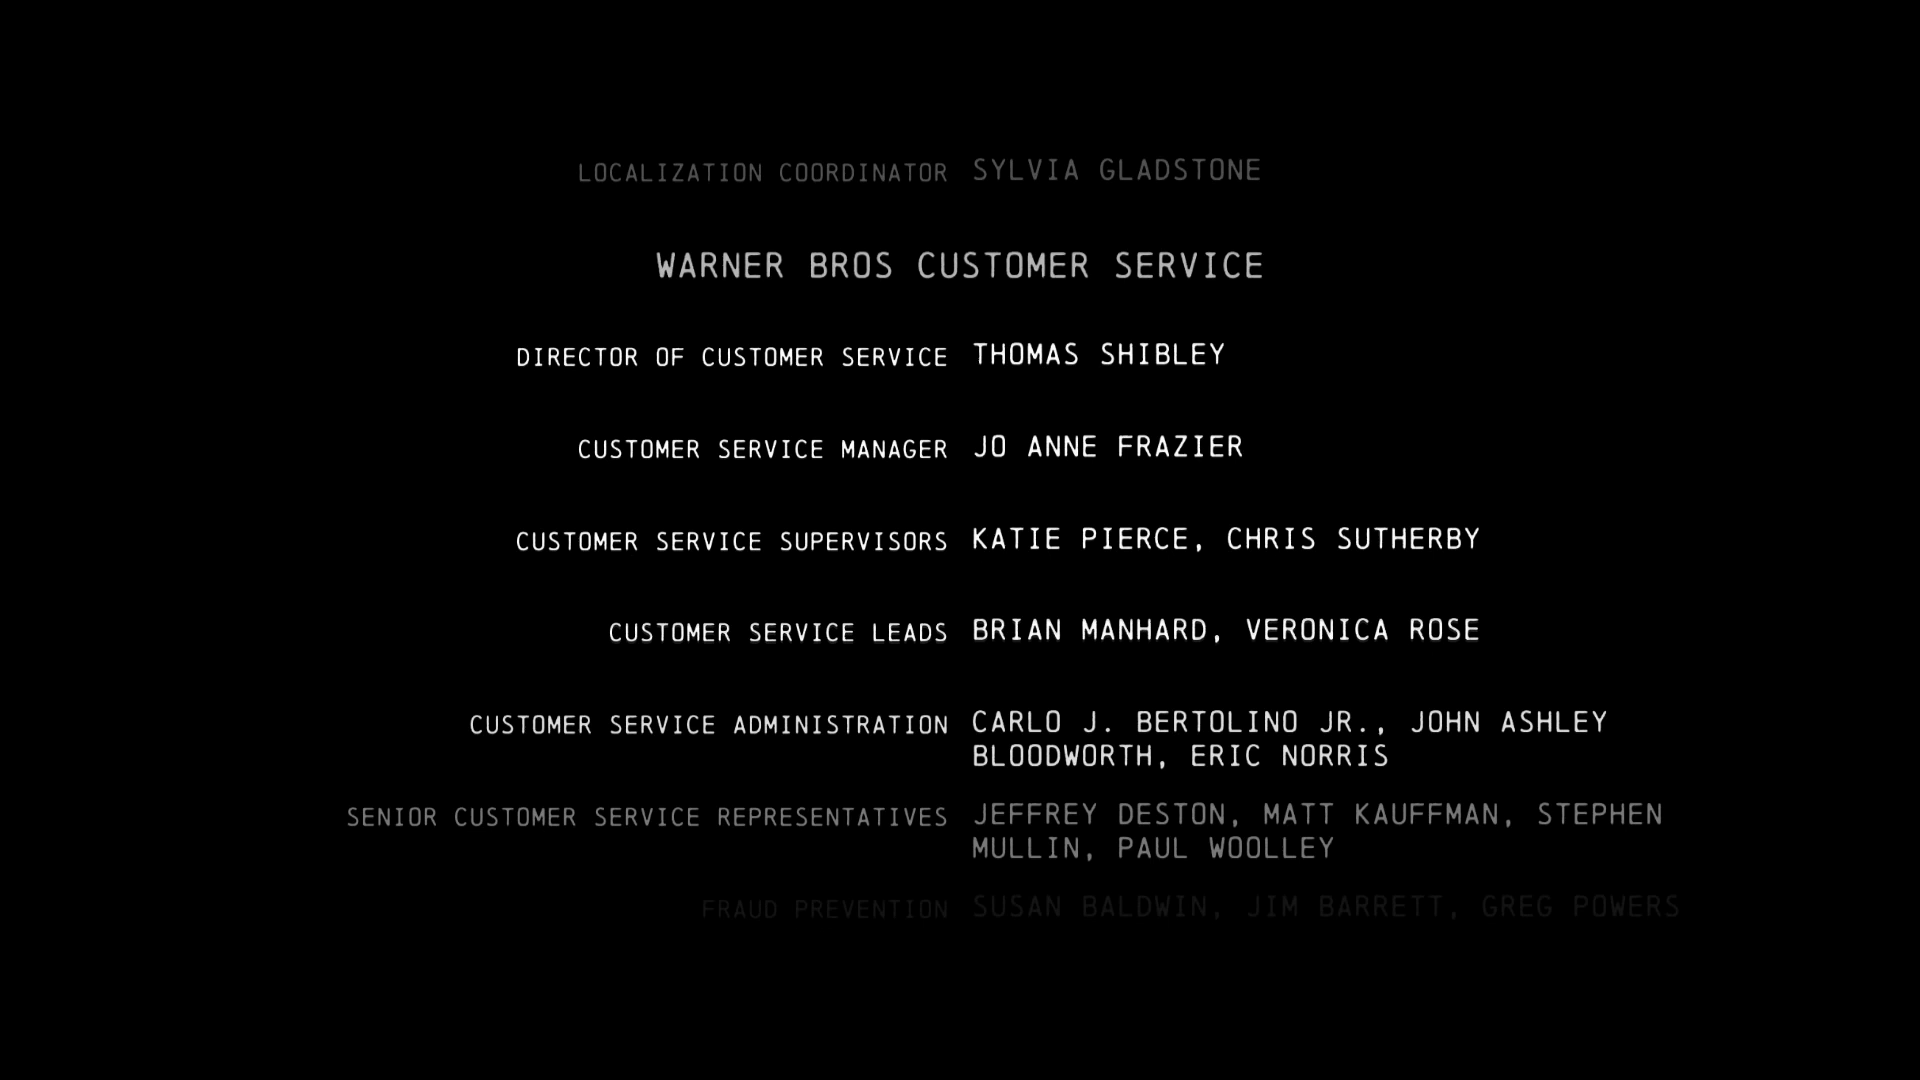 LOCALIZATION COORDINATOR SYLVIA GLADSTONE
WARNER BROS CUSTOMER SERVICE
DIRECTOR OF CUSTOMER SERVICE THOMAS SHIBLEY
CUSTOMER SERVICE MANAGER JO ANNE FRAZIER
CUSTOMER SERVICE SUPERVISORS KATIE PIERCE, CHRIS SUTHERBY
CUSTOMER SERVICE LEADS BRIAN MANHARD, VERONICA ROSE
CUSTOMER SERVICE ADMINISTRATION CARLO J. BERTOLINO JR., JOHN ASHLEY
BLOODWORTH, ERIC NORRIS
SENIOR CUSTOMER SERVICE REPRESENTATIVES JEFFREY DESTON, MATT KAUFFMAN, STEPHEN
MULLIN, PAUL WOOLLEY
FRAUD PREVENTION SUSAN BALDWIN, JIM BARRETT, GREG POWERS